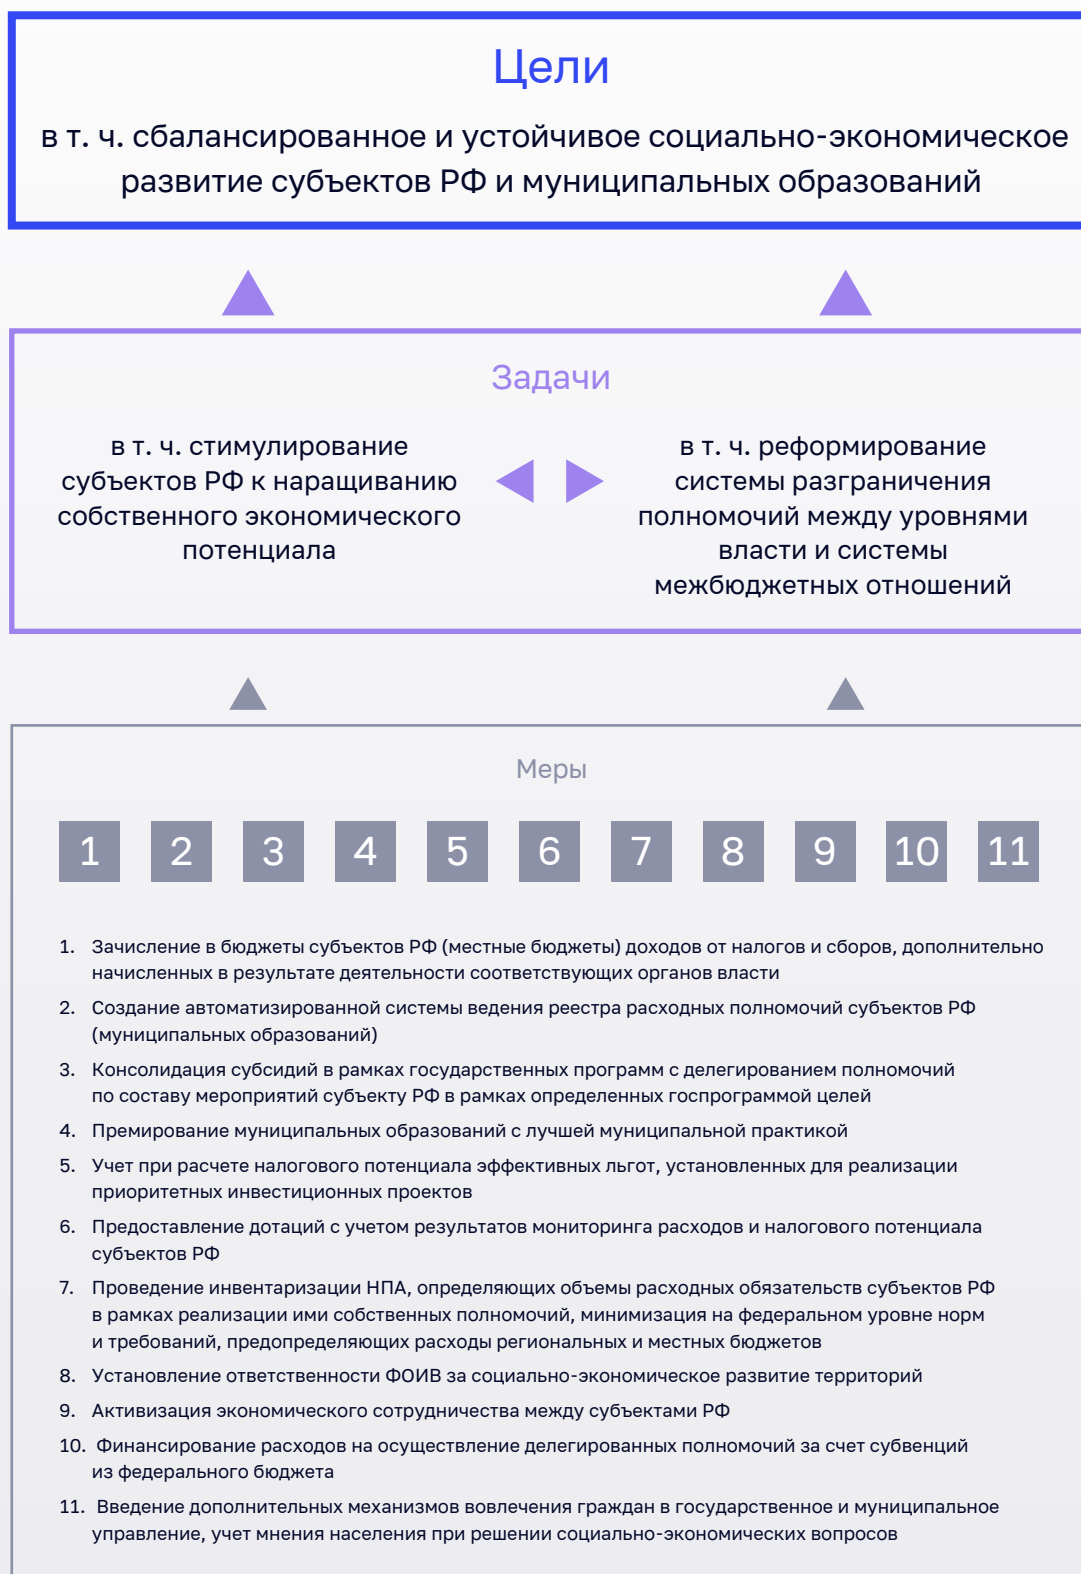 Цели
в т. ч. сбалансированное и устойчивое социально-экономическое
развитие субъектов РФ и муниципальных образований
Задачи
в т. ч. стимулирование
субъектов РФ к наращиванию
собственного экономического
потенциала
в т. ч. реформирование
системы разграничения
полномочий между уровнями
власти и системы
межбюджетных отношений
Меры
1 2 3 4 5 6 7 8 9 10 11
1. Зачисление в бюджеты субъектов РФ (местные бюджеты) доходов от налогов и сборов, дополнительно
начисленных в результате деятельности соответствующих органов власти
2. Создание автоматизированной системы ведения реестра расходных полномочий субъектов РФ
(муниципальных образований)
3. Консолидация субсидий в рамках государственных программ с делегированием полномочий
по составу мероприятий субъекту РФ в рамках определенных госпрограммой целей
4. Премирование муниципальных образований с лучшей муниципальной практикой
5. Учет при расчете налогового потенциала эффективных льгот, установленных для реализации
приоритетных инвестиционных проектов
6. Предоставление дотаций с учетом результатов мониторинга расходов и налогового потенциала
субъектов РФ
7. Проведение инвентаризации НПА, определяющих объемы расходных обязательств субъектов РФ
в рамках реализации ими собственных полномочий, минимизация на федеральном уровне норм
и требований, предопределяющих расходы региональных и местных бюджетов
8. Установление ответственности ФОИВ за социально-экономическое развитие территорий
9. Активизация экономического сотрудничества между субъектами РФ
10. Финансирование расходов на осуществление делегированных полномочий за счет субвенций
из федерального бюджета
11. Введение дополнительных механизмов вовлечения граждан в государственное и муниципальное
управление, учет мнения населения при решении социально-экономических вопросов